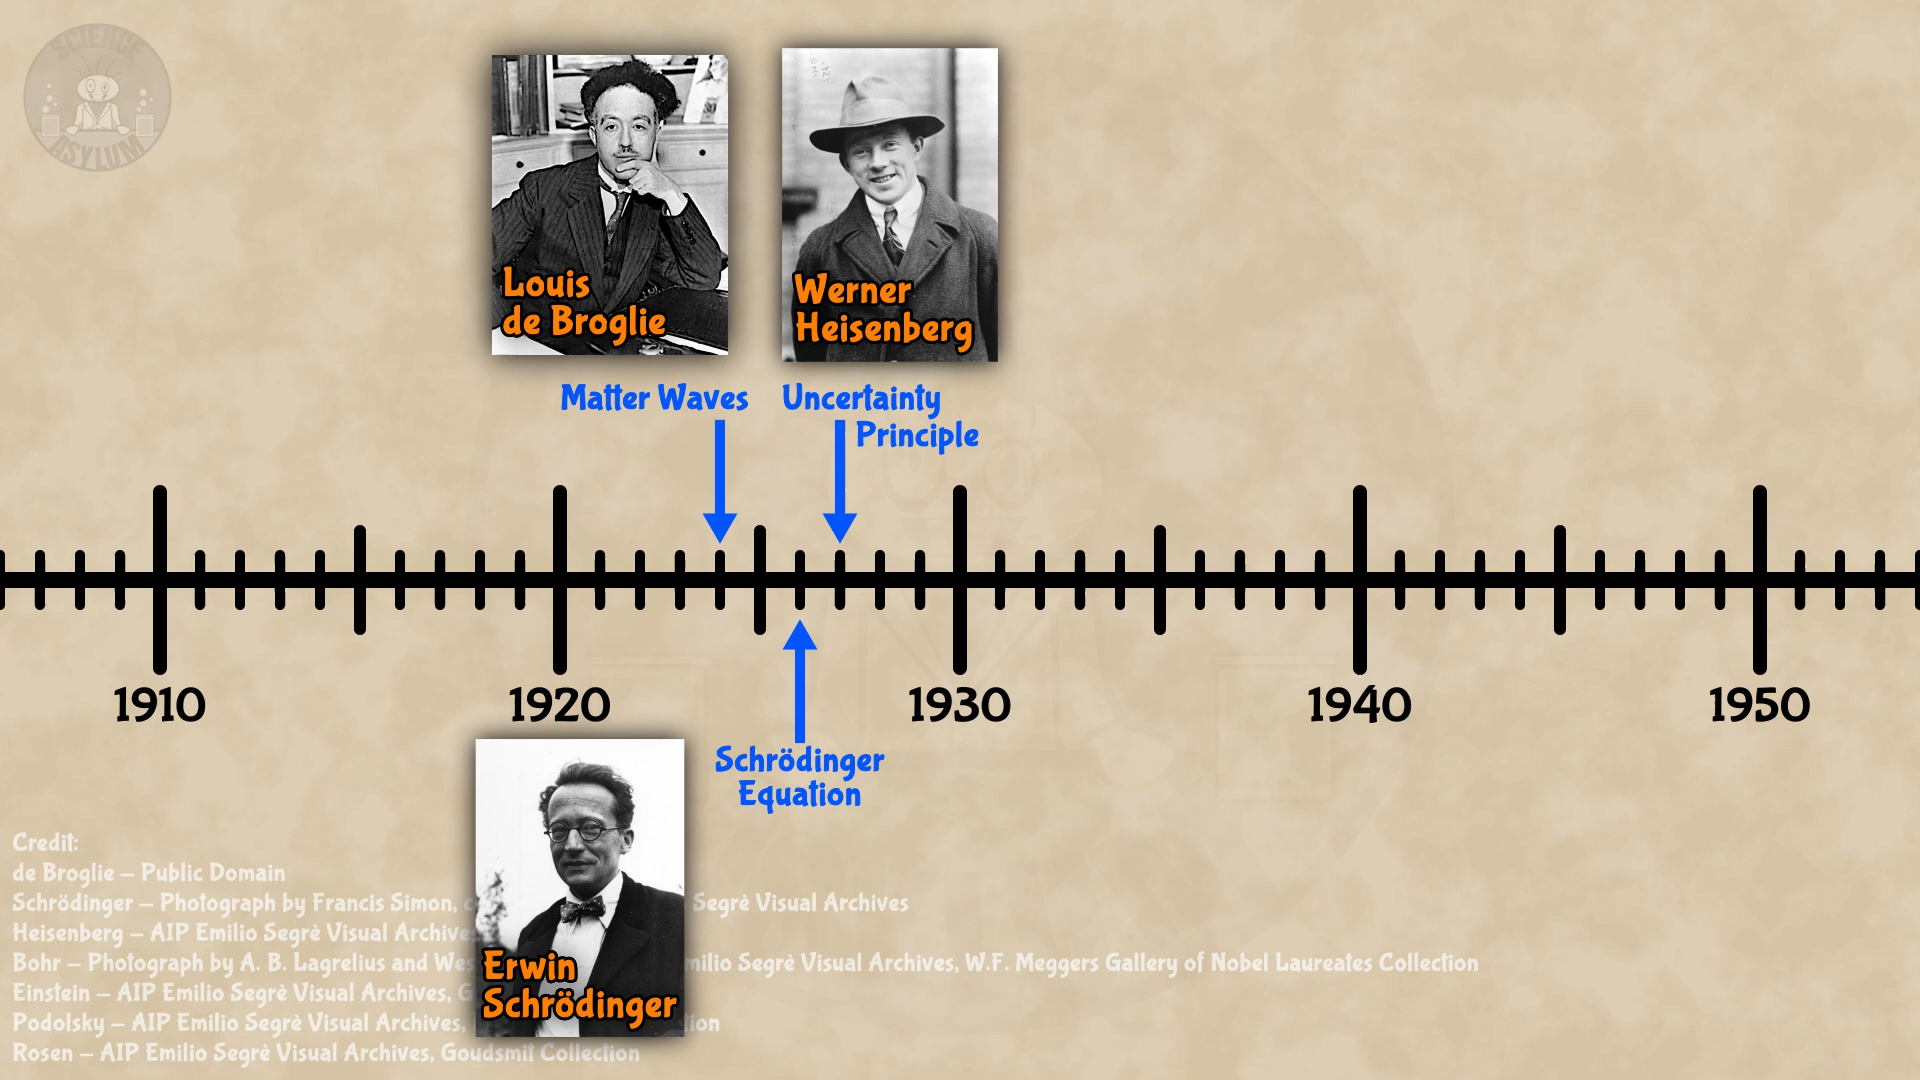 SCIENCE
ASYLUM
Louis
de Broglie
Werner
Heisenberg
Matter Waves
Uncertainty
Principle
1910
1920
1930
1940
1950
Schrödinger
Equation
Erwin
Schrödinger
Credit:
de Broglie – Public Domain
Schrödinger – Photograph by Francis Simon, Segrè Visual Archives
Heisenberg – AIP Emilio Segrè Visual Archives
Bohr – Photograph by A. B. Lagrelius and Segrè Visual Archives, W.F. Meggers Gallery of Nobel Laureates Collection
Einstein – AIP Emilio Segrè Visual Archives,
Podolsky – AIP Emilio Segrè Visual Archives,
Rosen – AIP Emilio Segrè Visual Archives, Goudsmit Collection